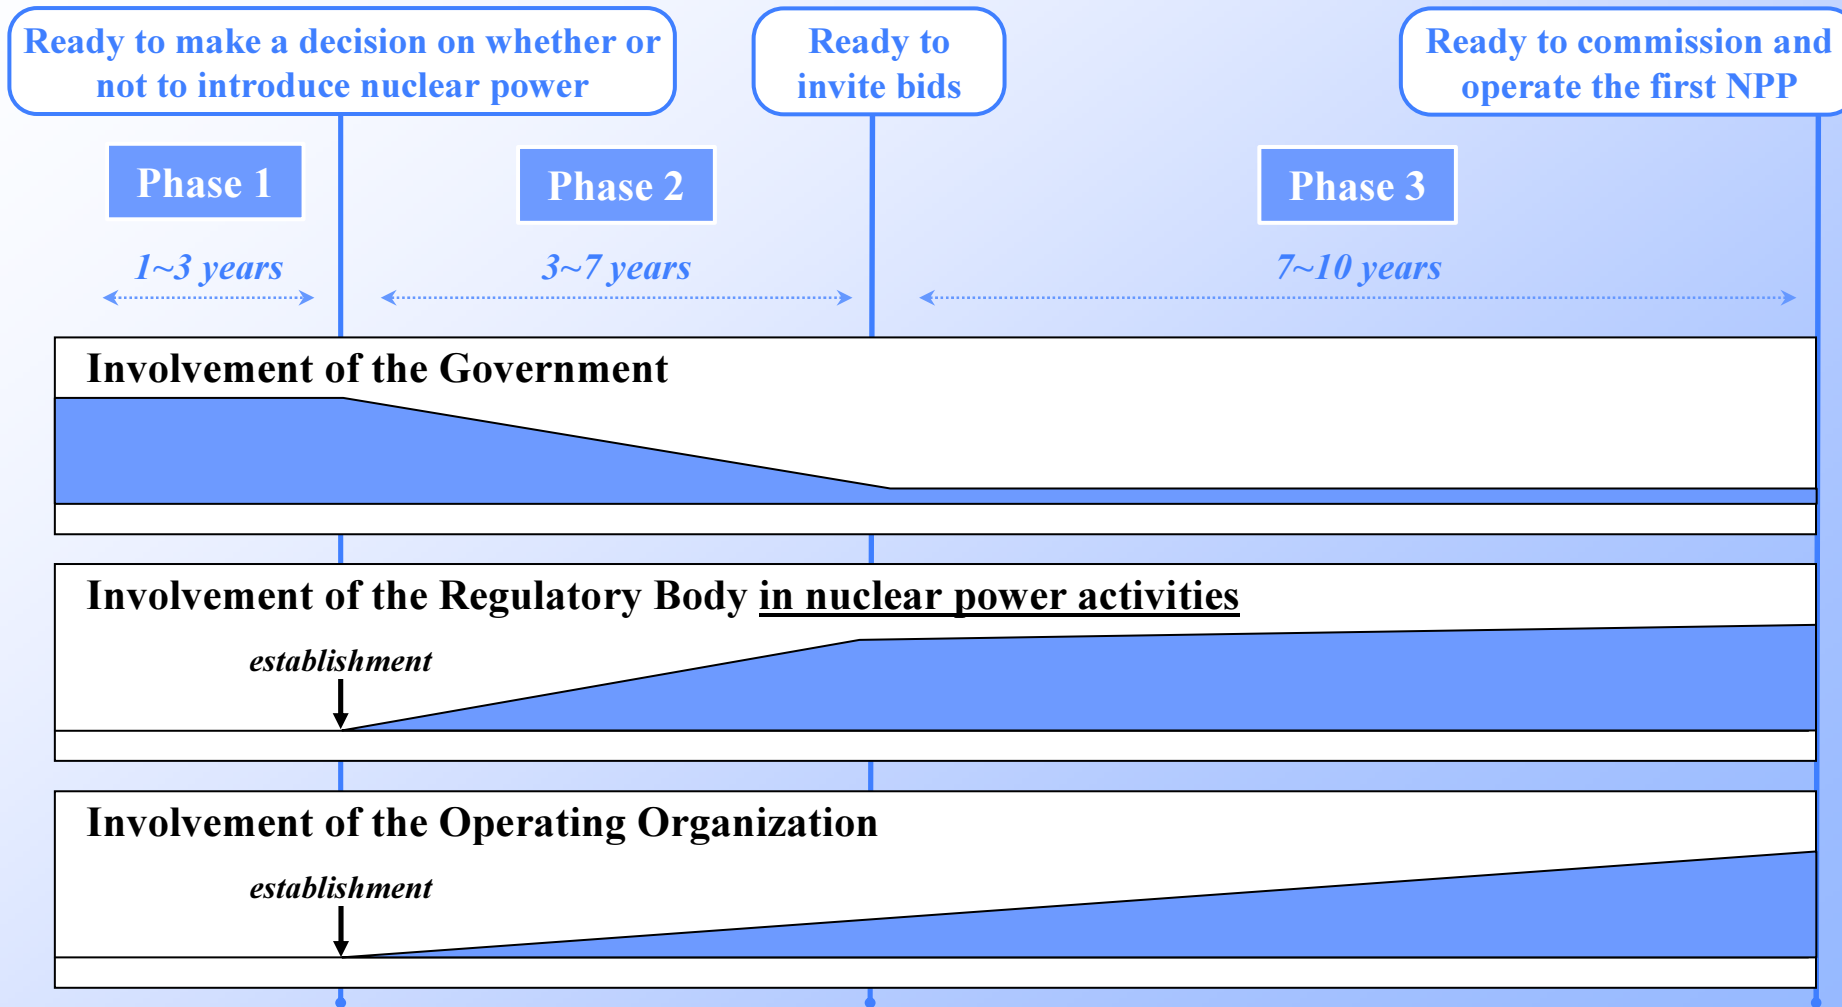 Ready to make a decision on whether or
not to introduce nuclear power
Ready to
invite bids
Ready to commission and
operate the first NPP
Phase 1
Phase 2
Phase 3
1~3 years
3~7 years
7~10 years
Involvement of the Government
Involvement of the Regulatory Body in nuclear power activities
establishment
Involvement of the Operating Organization
establishment